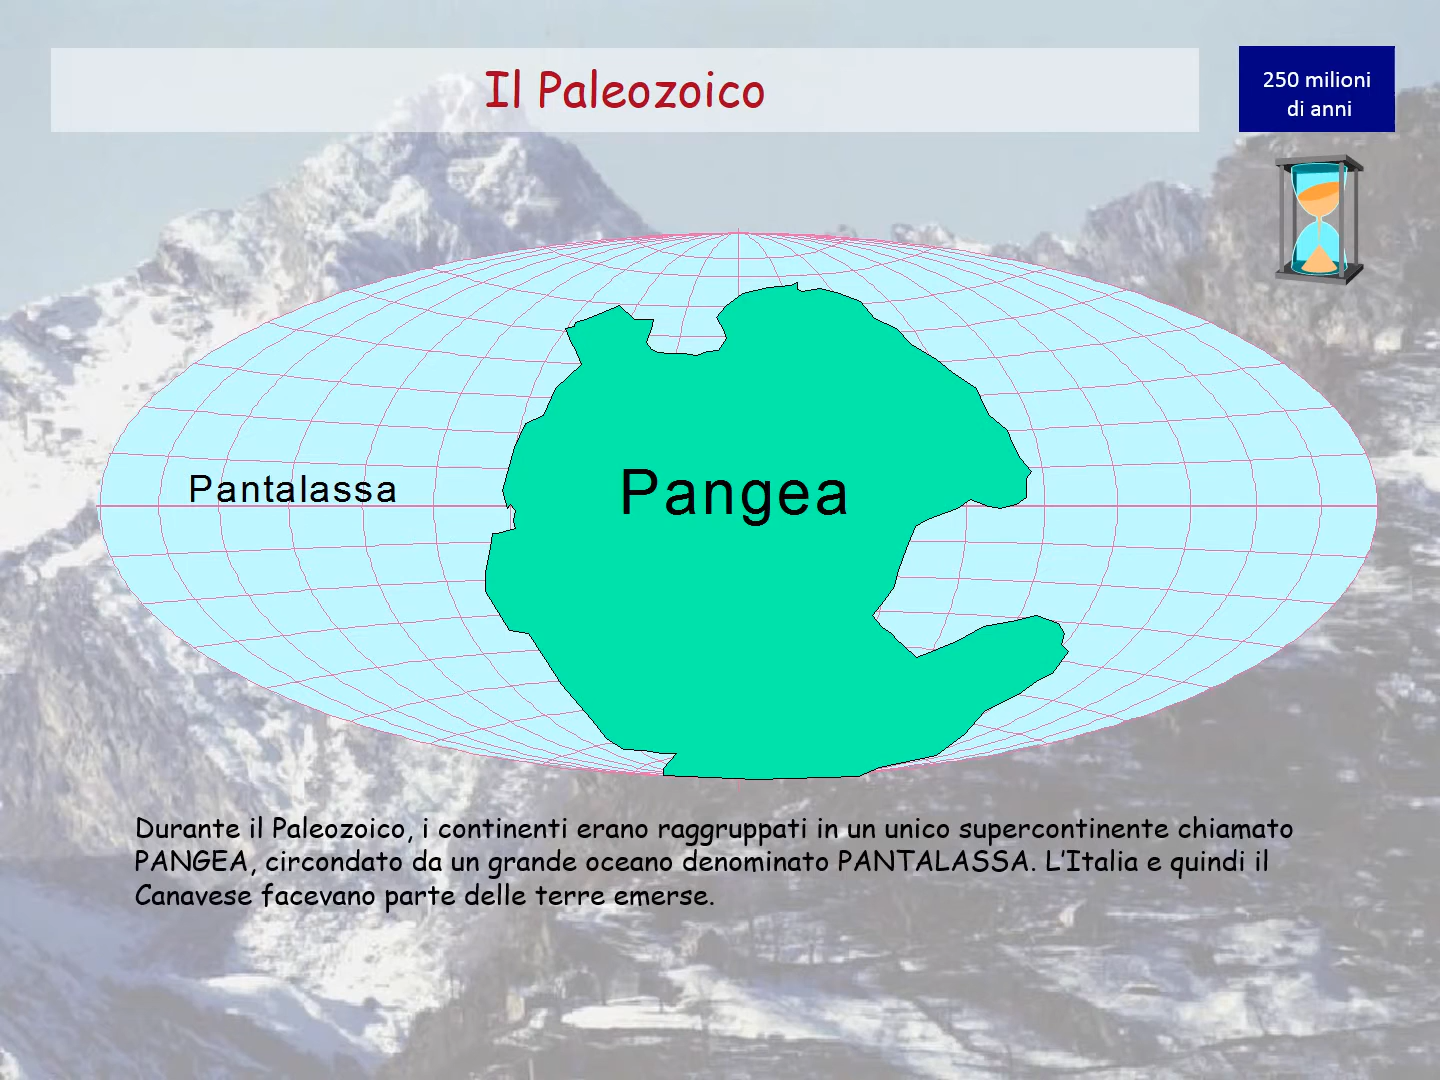 Il Paleozoico
250 milioni
di anni
Pantalassa
Pangea
Durante il Paleozoico, i continenti erano raggruppati in un unico supercontinente chiamato
PANGEA, circondato da un grande oceano denominato PANTALASSA. L’Italia e quindi il
Canavese facevano parte delle terre emerse.